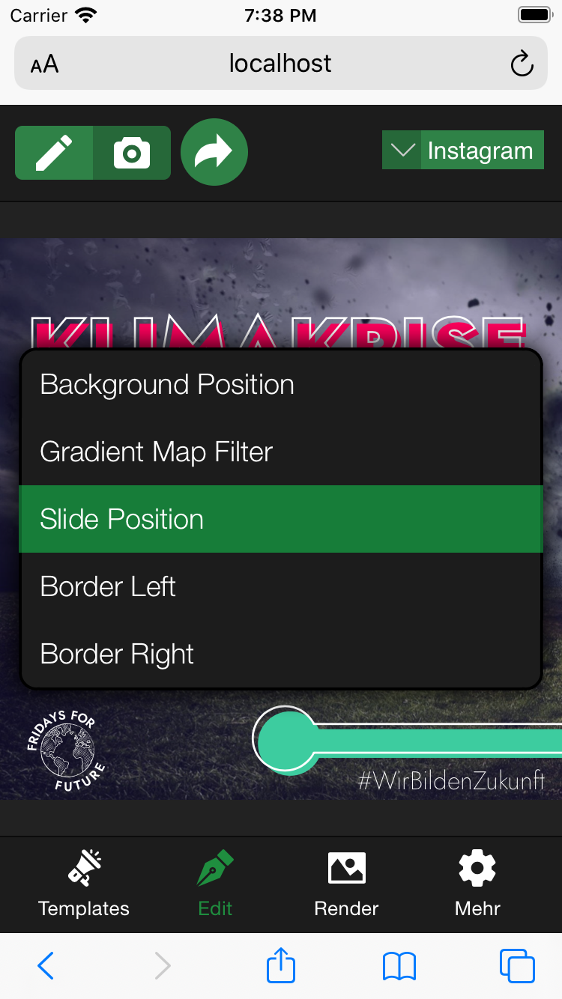 Carrier 7:38 PM
AA localhost
Instagram
KLIMAKRISE
Background Position
Gradient Map Filter
Slide Position
Border Left
Border Right
FRIDAYS FOR
FUTURE
#WirBildenZukunft
Templates Edit Render Mehr